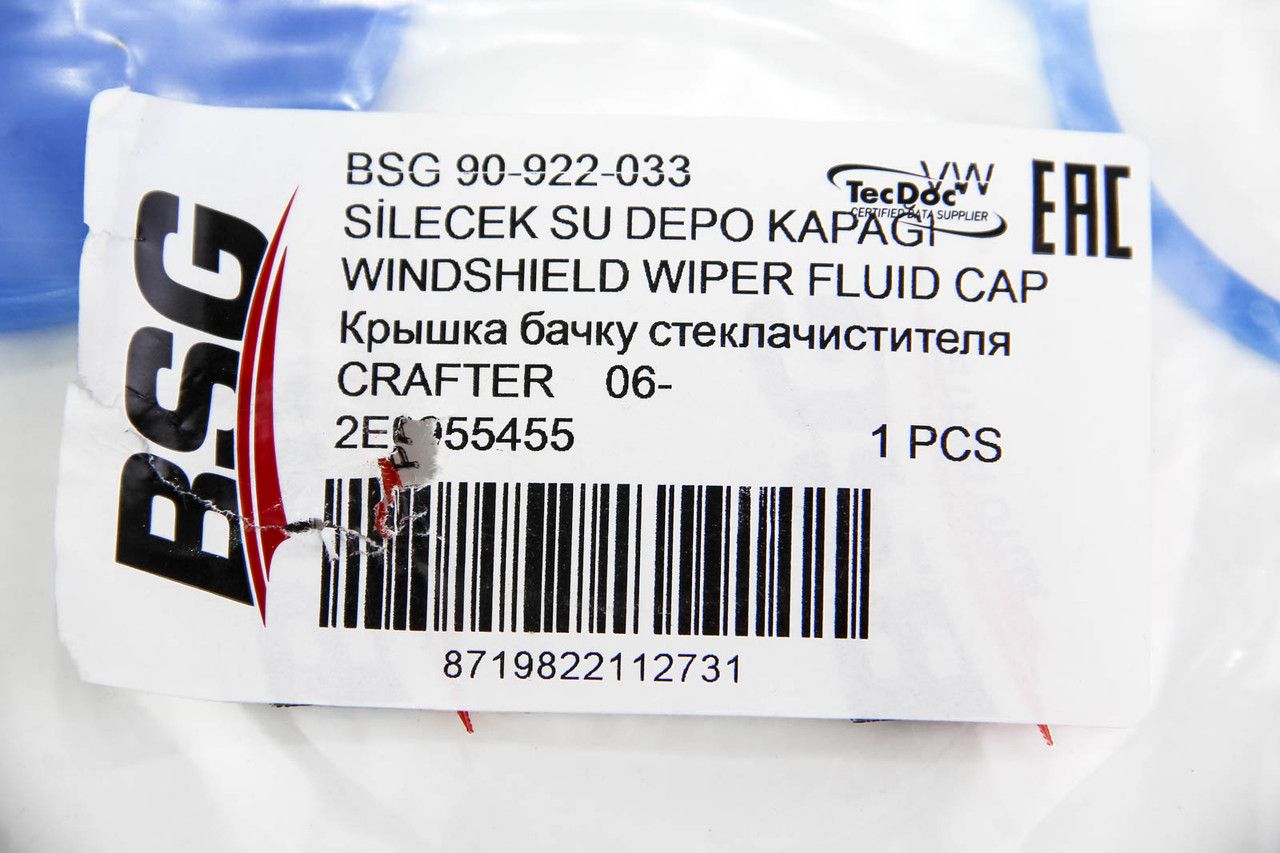 BSG
BSG 90-922-033
VW
TecDoc
CERTIFIED DATA SUPPLIER
EAC
SİLECEK SU DEPO KAPAGI
WINDSHIELD WIPER FLUID CAP
Крышка бачку стеклачистителя
CRAFTER 06-
1 PCS
8719822112731